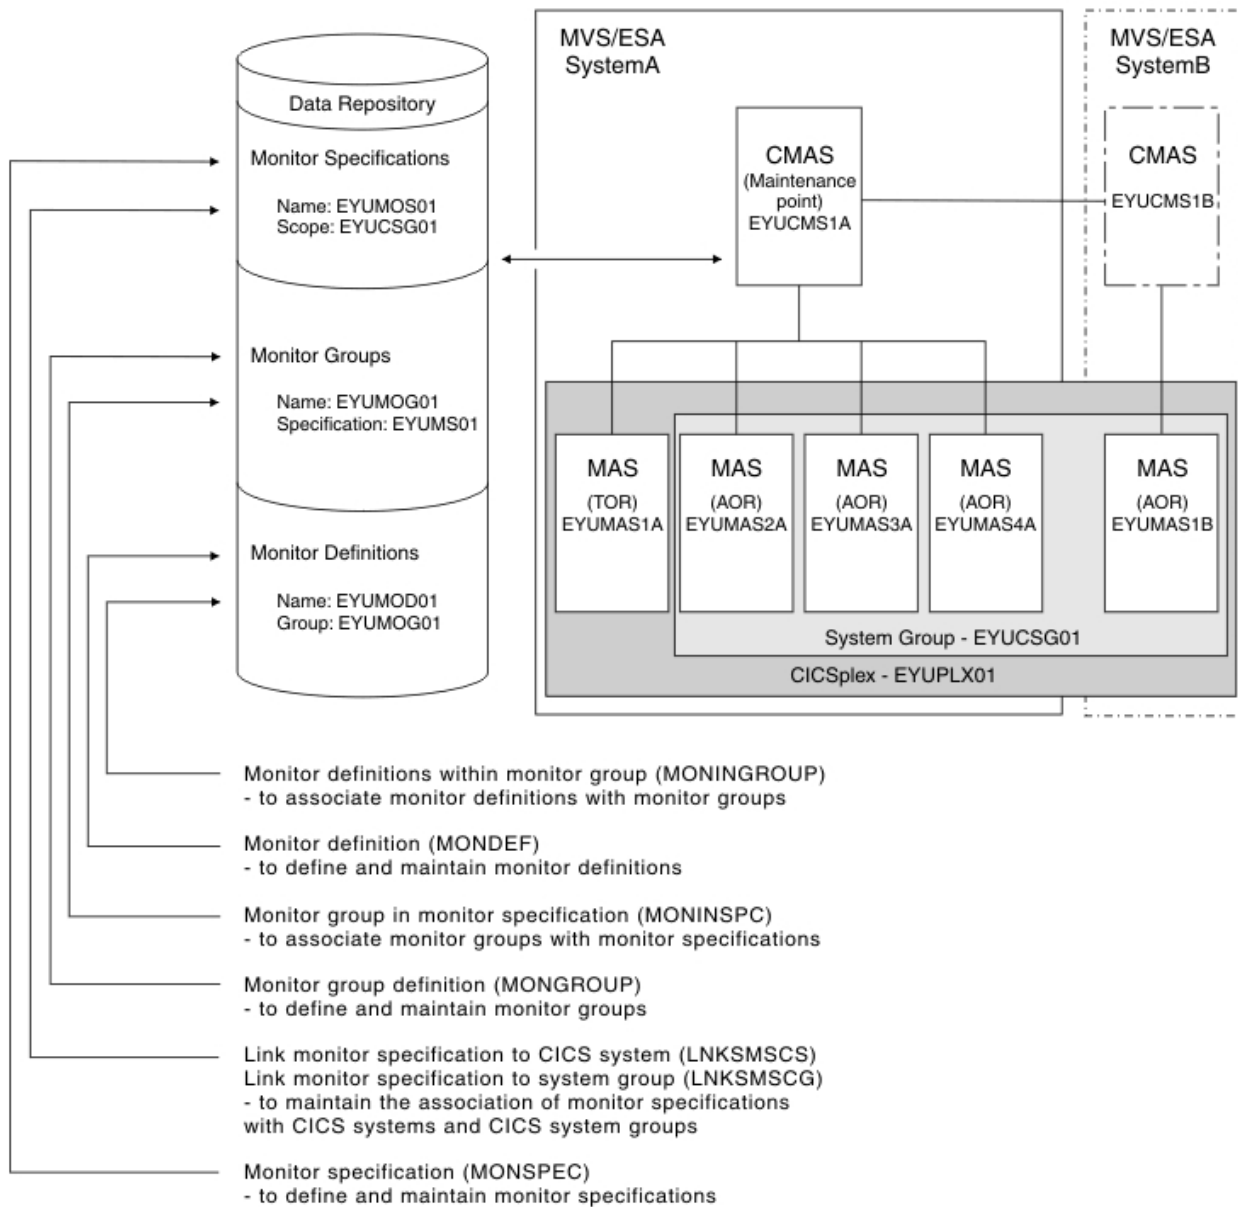 Data Repository
Monitor Specifications
Name: EYUMOS01
Scope: EYUCSG01
Monitor Groups
Name: EYUMOG01
Specification: EYUMS01
Monitor Definitions
Name: EYUMOD01
Group: EYUMOG01
MVS/ESA
SystemA
CMAS
(Maintenance
point)
EYUCMS1A
MVS/ESA
SystemB
CMAS
EYUCMS1B
MAS
(TOR)
EYUMAS1A
MAS
(AOR)
EYUMAS2A
MAS
(AOR)
EYUMAS3A
MAS
(AOR)
EYUMAS4A
MAS
(AOR)
EYUMAS1B
System Group - EYUCSG01
CICSplex - EYUPLX01
Monitor definitions within monitor group (MONINGROUP)
- to associate monitor definitions with monitor groups
Monitor definition (MONDEF)
- to define and maintain monitor definitions
Monitor group in monitor specification (MONINSPC)
- to associate monitor groups with monitor specifications
Monitor group definition (MONGROUP)
- to define and maintain monitor groups
Link monitor specification to CICS system (LNKSMSCS)
Link monitor specification to system group (LNKSMSCG)
- to maintain the association of monitor specifications
with CICS systems and CICS system groups
Monitor specification (MONSPEC)
- to define and maintain monitor specifications